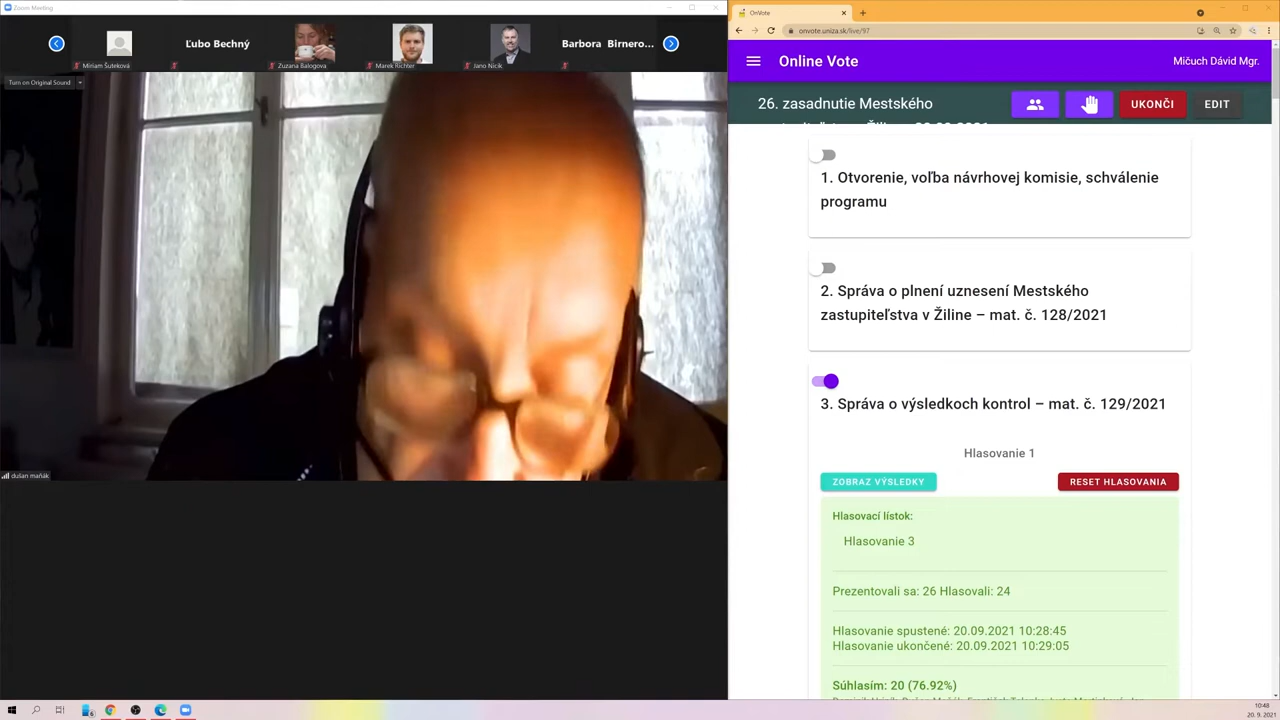 Zoom Meeting
Miriam Šuteková
Ľubo Bechný
Zuzana Balogova
Marek Richter
Jano Nicik
Barbora Birnero...
Turn on Original Sound
dušan maňák
OnVote
onvote.uniza.sk/live/97
Online Vote
Mičuch Dávid Mgr.
26. zasadnutie Mestského
UKONČI
EDIT
1. Otvorenie, voľba návrhovej komisie, schválenie
programu
2. Správa o plnení uznesení Mestského
zastupiteľstva v Žiline – mat. č. 128/2021
3. Správa o výsledkoch kontrol – mat. č. 129/2021
Hlasovanie 1
ZOBRAZ VÝSLEDKY
RESET HLASOVANIA
Hlasovací lístok:
Hlasovanie 3
Prezentovali sa: 26 Hlasovali: 24
Hlasovanie spustené: 20.09.2021 10:28:45
Hlasovanie ukončené: 20.09.2021 10:29:05
Súhlasím: 20 (76.92%)
10:48
20. 9. 2021